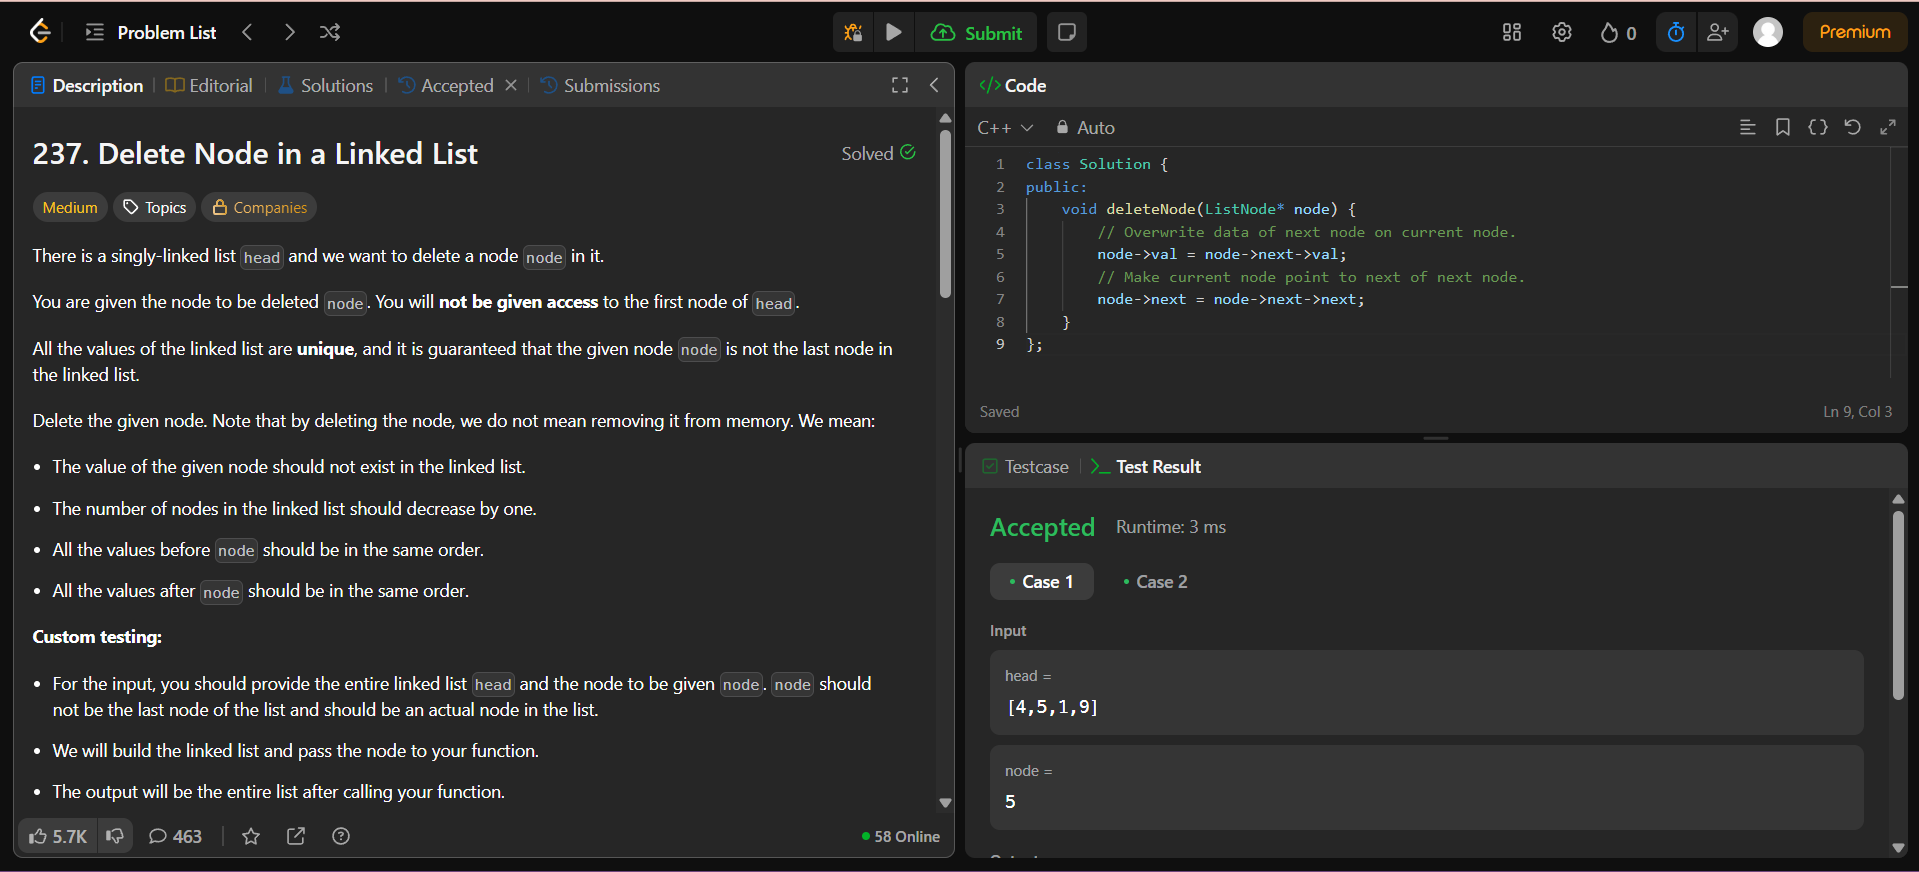 Problem List
Submit
0
Premium
Description
Editorial
Solutions
Accepted
Submissions
237. Delete Node in a Linked List
Solved
Medium
Topics
Companies
There is a singly-linked list head and we want to delete a node node in it.
You are given the node to be deleted node. You will not be given access to the first node of head.
All the values of the linked list are unique, and it is guaranteed that the given node node is not the last node in
the linked list.
Delete the given node. Note that by deleting the node, we do not mean removing it from memory. We mean:
• The value of the given node should not exist in the linked list.
• The number of nodes in the linked list should decrease by one.
• All the values before node should be in the same order.
• All the values after node should be in the same order.
Custom testing:
• For the input, you should provide the entire linked list head and the node to be given node. node should
not be the last node of the list and should be an actual node in the list.
• We will build the linked list and pass the node to your function.
• The output will be the entire list after calling your function.
5.7K
463
58 Online
</> Code
C++
Auto
1 class Solution {
2 public:
3 void deleteNode(ListNode* node) {
4 // Overwrite data of next node on current node.
5 node->val = node->next->val;
6 // Make current node point to next of next node.
7 node->next = node->next->next;
8 }
9 };
Saved
Ln 9, Col 3
Testcase
>_ Test Result
Accepted
Runtime: 3 ms
• Case 1
• Case 2
Input
head =
[4,5,1,9]
node =
5